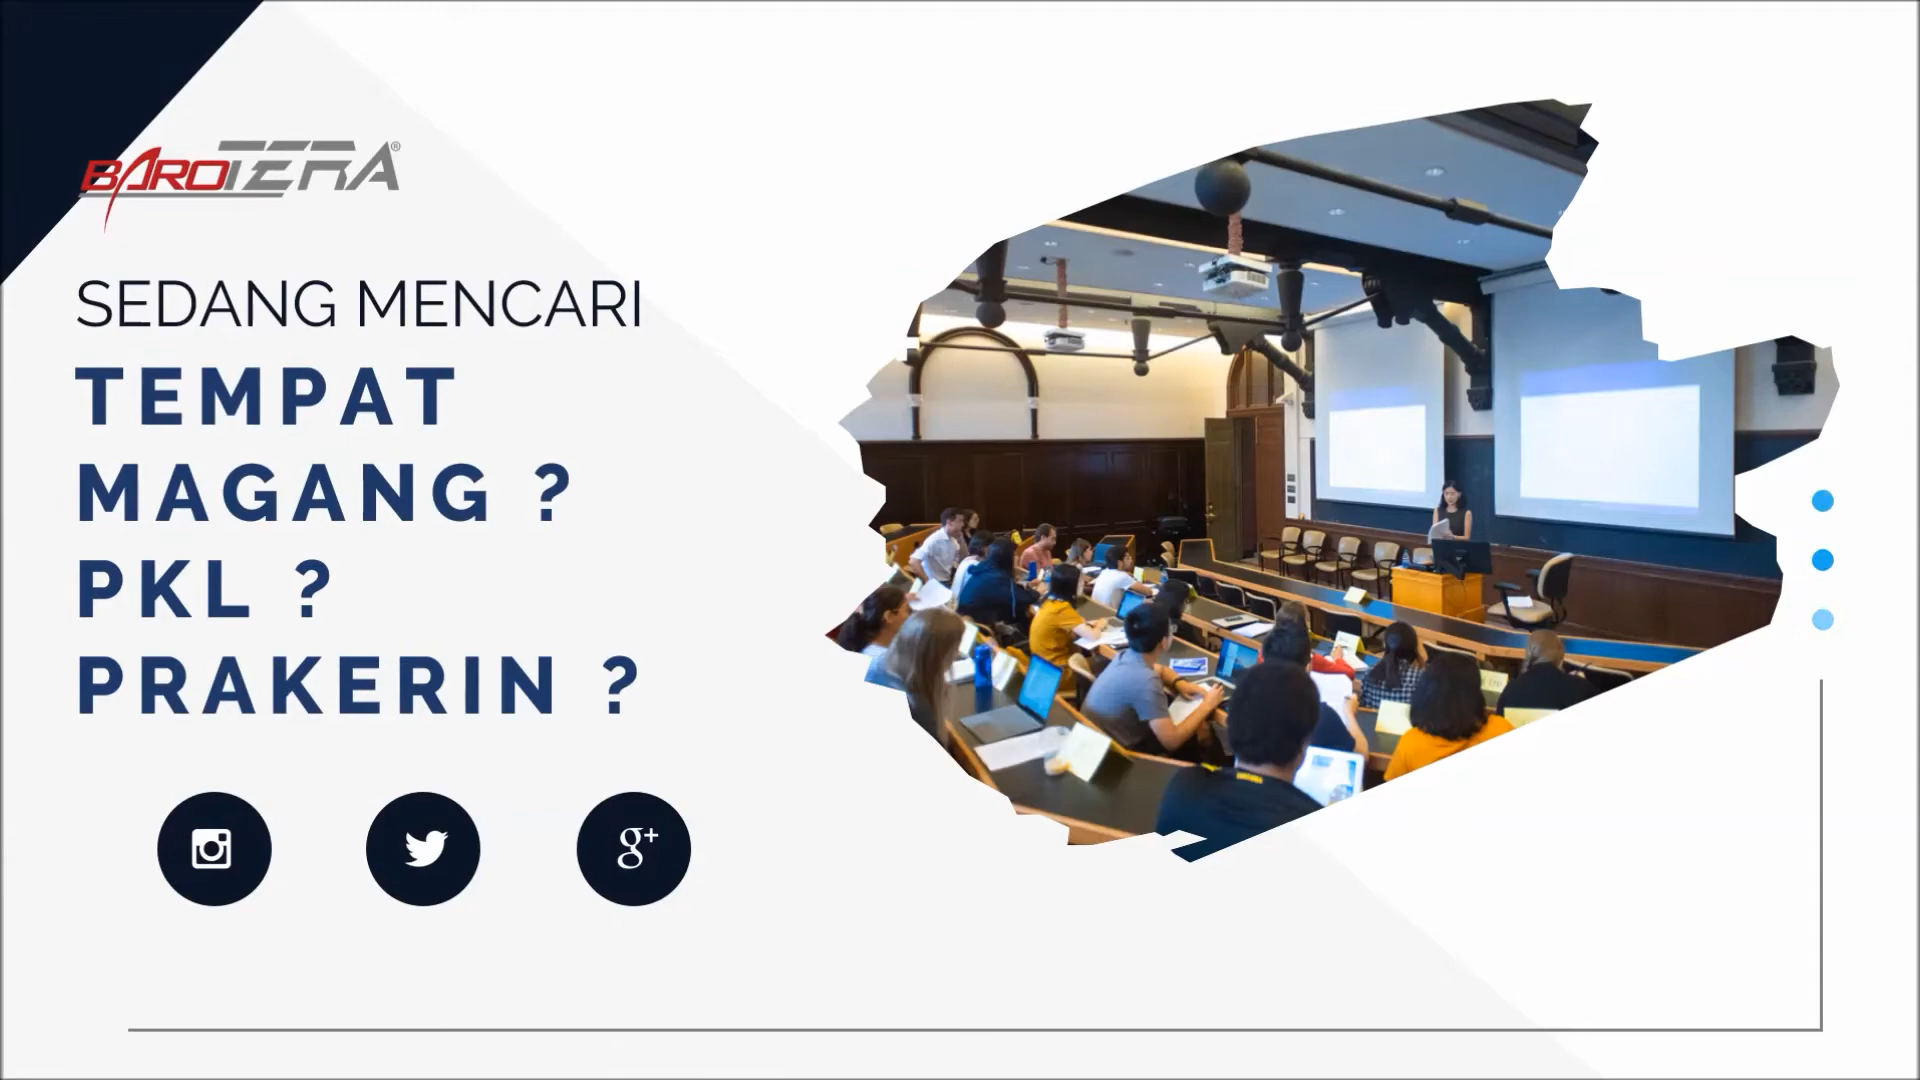 BAROTERA®
SEDANG MENCARI
TEMPAT
MAGANG ?
PKL ?
PRAKERIN ?
g+